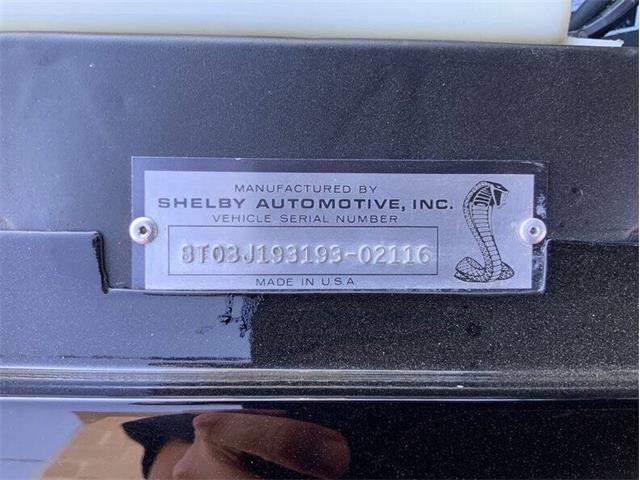 MANUFACTURED BY
SHELBY AUTOMOTIVE, INC.
VEHICLE SERIAL NUMBER
8T03J193193-02116
MADE IN U.S.A